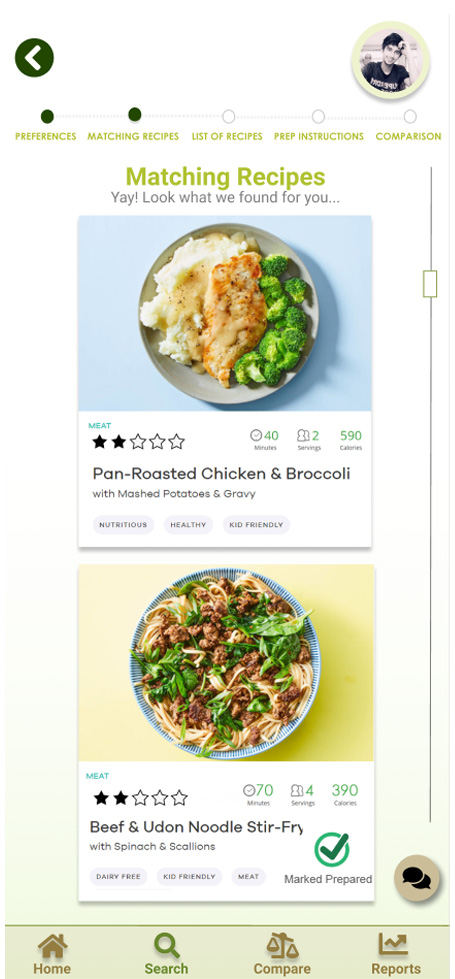 PREFERENCES MATCHING RECIPES LIST OF RECIPES PREP INSTRUCTIONS COMPARISON
Matching Recipes
Yay! Look what we found for you...
MEAT
40 2 590
Minutes Servings Calories
Pan-Roasted Chicken & Broccoli
with Mashed Potatoes & Gravy
NUTRITIOUS HEALTHY KID FRIENDLY
MEAT
70 4 390
Minutes Servings Calories
Beef & Udon Noodle Stir-Fry
with Spinach & Scallions
DAIRY FREE KID FRIENDLY MEAT
Marked Prepared
Home Search Compare Reports